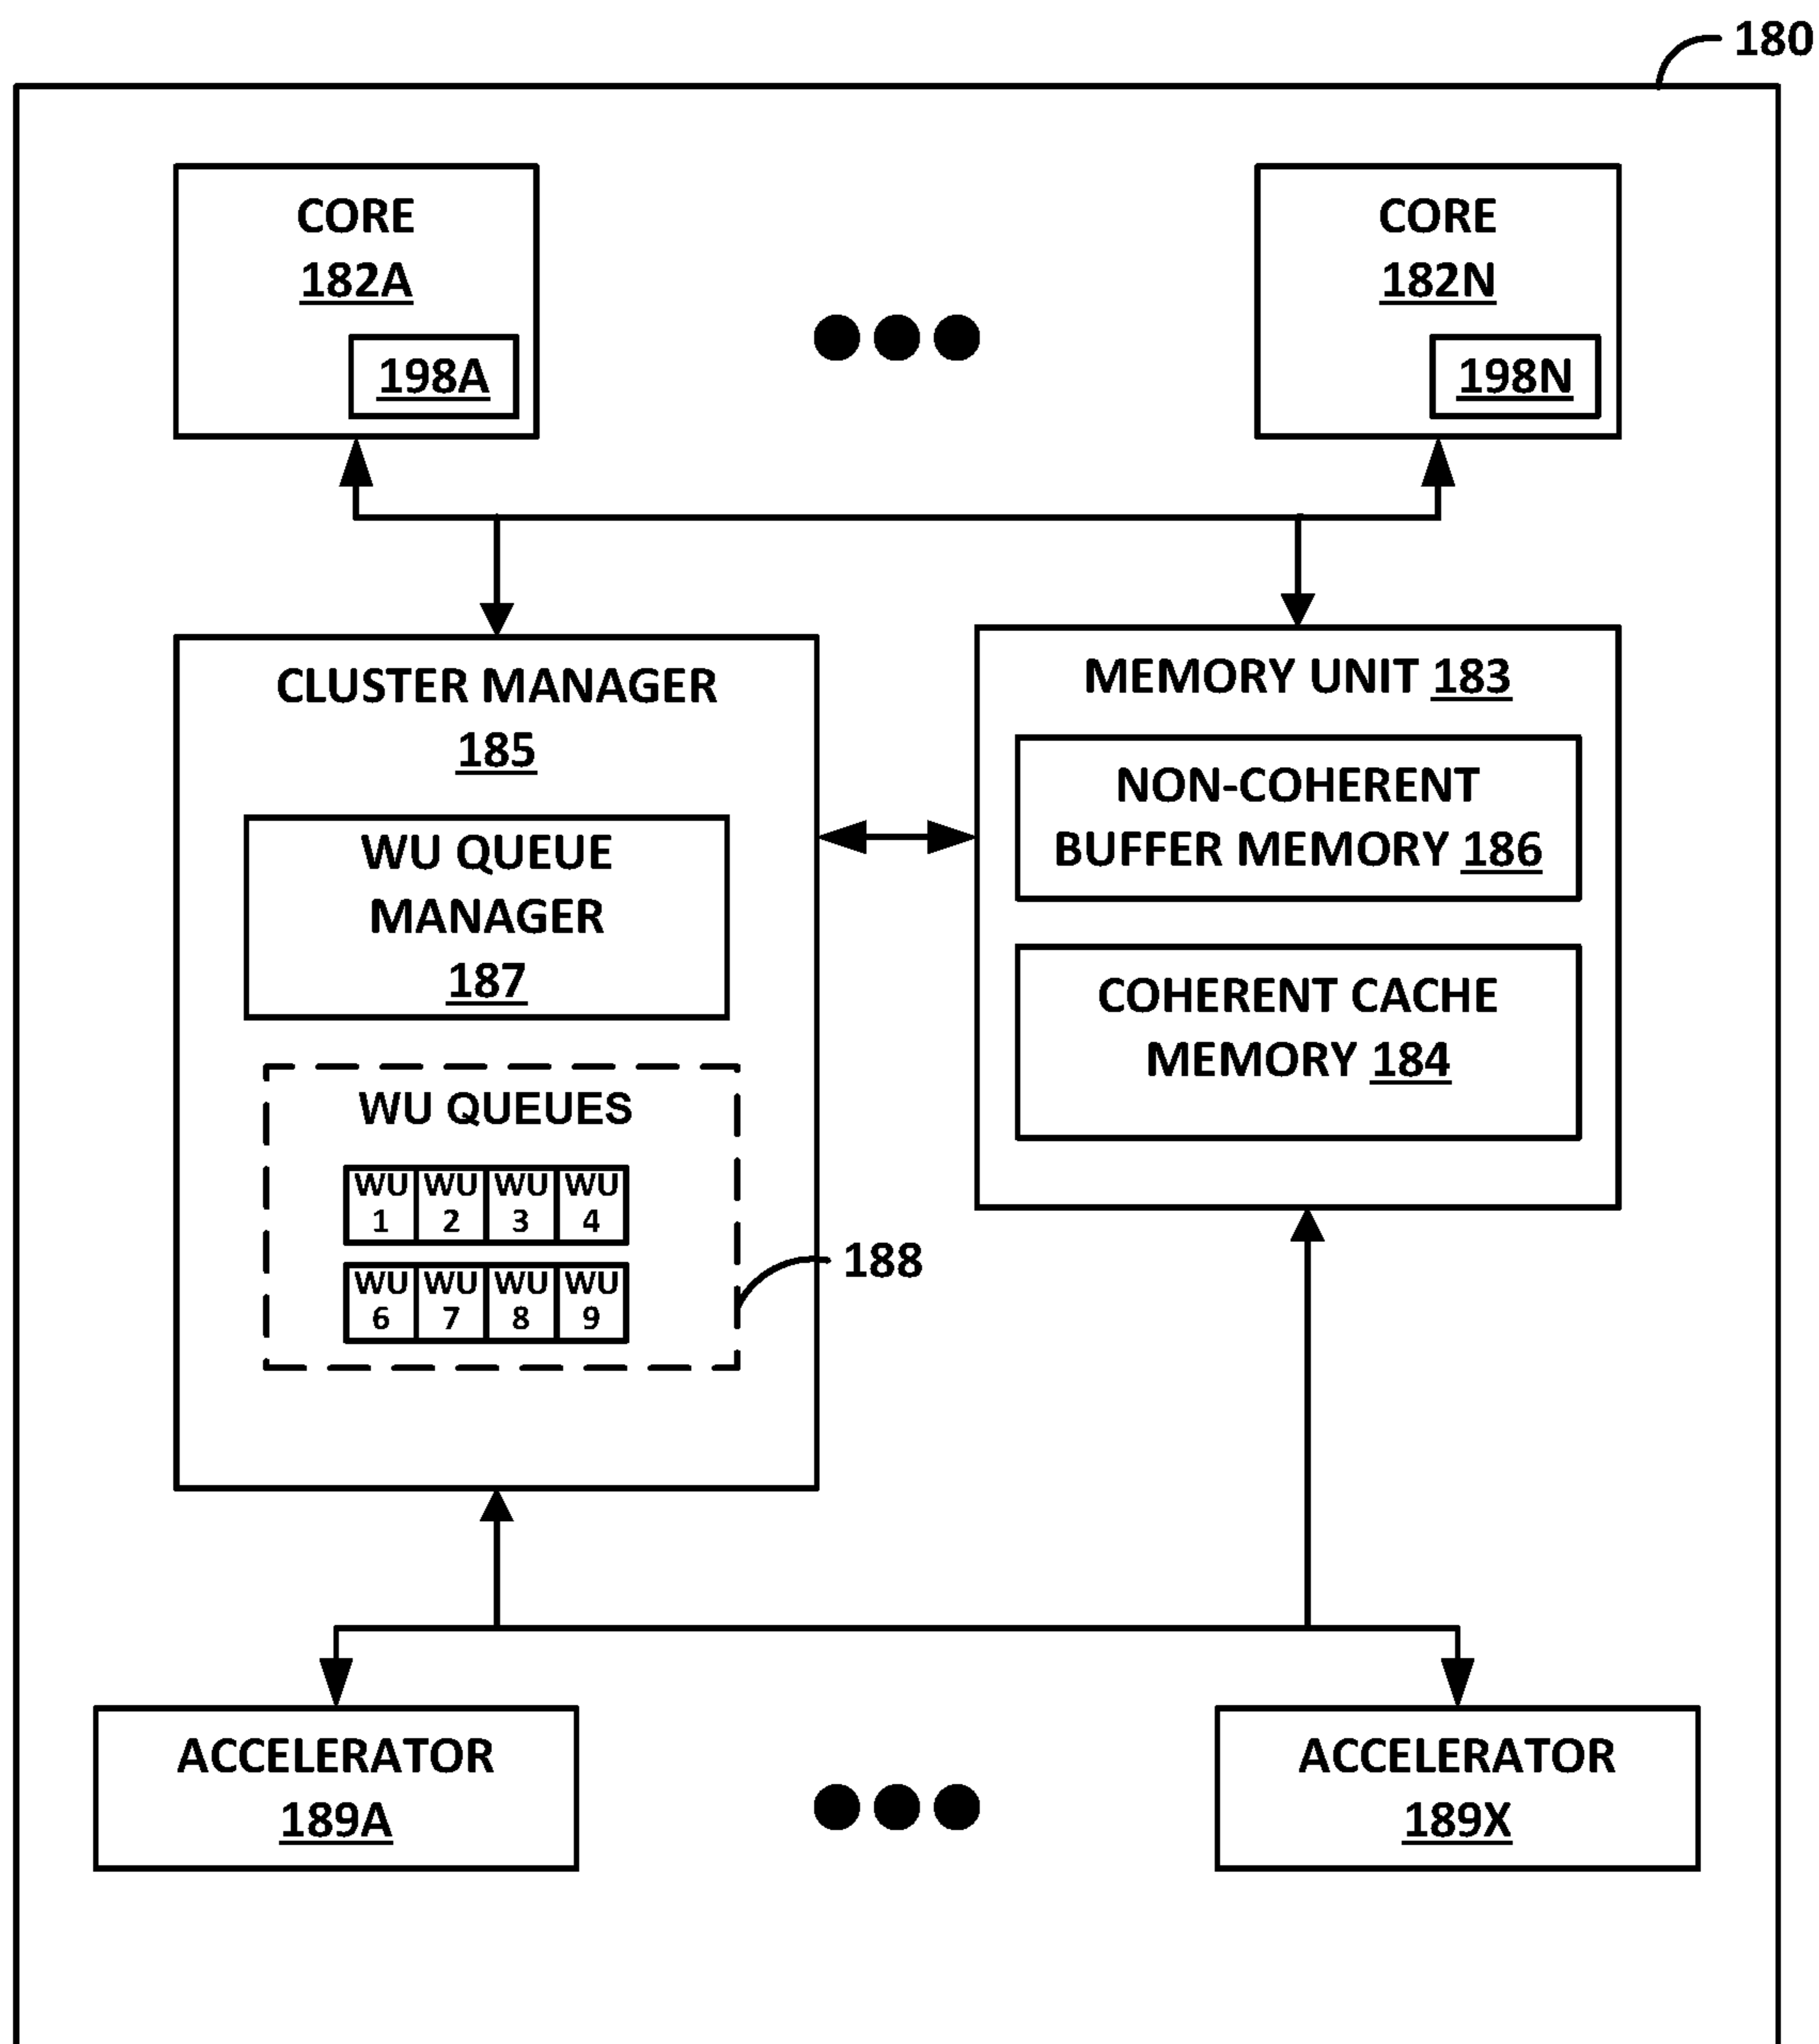 180
CORE
182A
198A
CORE
182N
198N
CLUSTER MANAGER
185
WU QUEUE
MANAGER
187
WU QUEUES
WU WU WU WU
1 2 3 4
WU WU WU WU
6 7 8 9
188
MEMORY UNIT 183
NON-COHERENT
BUFFER MEMORY 186
COHERENT CACHE
MEMORY 184
ACCELERATOR
189A
ACCELERATOR
189X